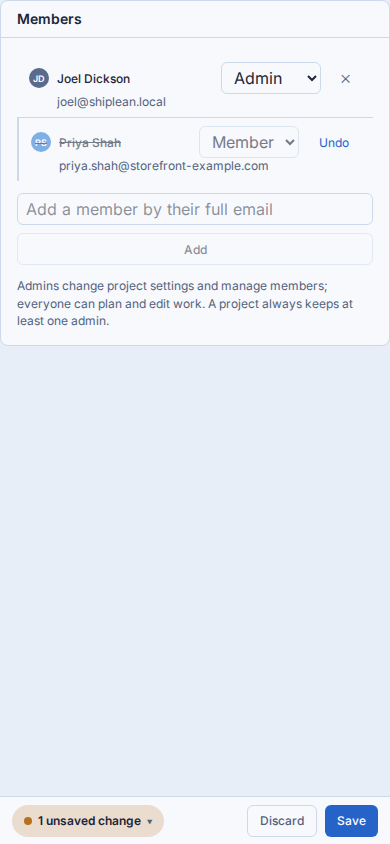 Members
JD Joel Dickson Admin ×
joel@shiplean.local
PS Priya Shah Member Undo
priya.shah@storefront-example.com
Add a member by their full email
Add
Admins change project settings and manage members;
everyone can plan and edit work. A project always keeps at
least one admin.
1 unsaved change ▾ Discard Save